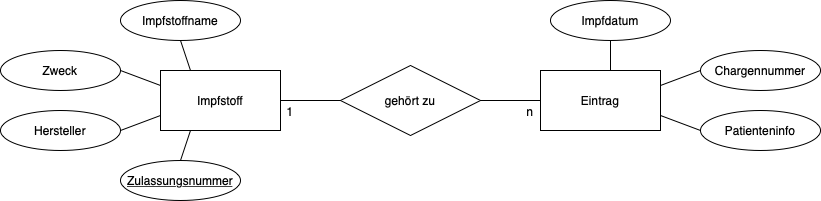 Impfstoffname
Impfdatum
Zweck
Chargennummer
Impfstoff
gehört zu
Eintrag
1
n
Hersteller
Patienteninfo
Zulassungsnummer